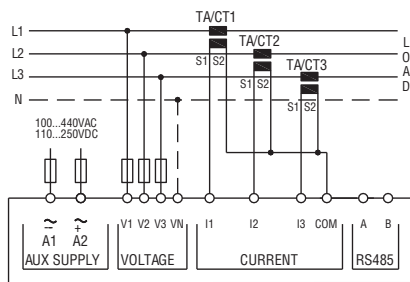 TA/CT1
L1
TA/CT2
L2
S1 S2
TA/CT3
L3
S1 S2
N
S1 S2
LOAD
100...440VAC
110...250VDC
~ ~
- +
A1 A2
V1 V2 V3 VN
I1 I2 I3 COM
A B
AUX SUPPLY
VOLTAGE
CURRENT
RS485